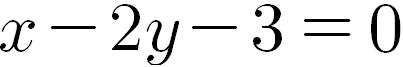 x − 2y − 3 = 0